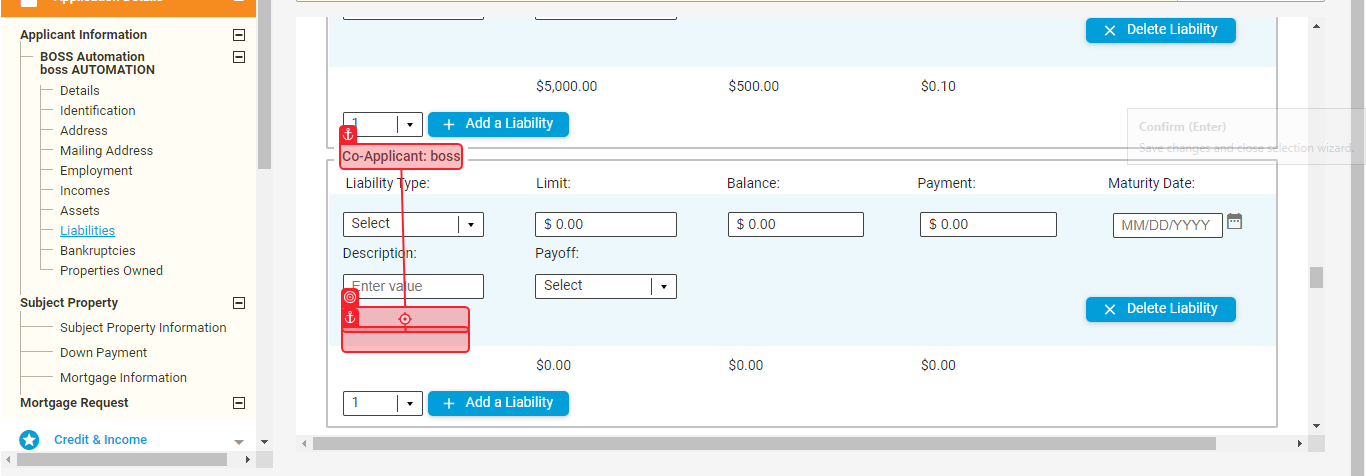 Applicant Information
BOSS Automation
boss AUTOMATION
Details
Identification
Address
Mailing Address
Employment
Incomes
Assets
Liabilities
Bankruptcies
Properties Owned
Subject Property
Subject Property Information
Down Payment
Mortgage Information
Mortgage Request
Credit & Income
Delete Liability
$5,000.00 $500.00 $0.10
1 Add a Liability
Confirm (Enter)
Save changes and close selection wizard.
Co-Applicant: boss
Liability Type: Limit: Balance: Payment: Maturity Date:
Select $ 0.00 $ 0.00 $ 0.00 MM/DD/YYYY
Description: Payoff:
Enter value Select
Delete Liability
$0.00 $0.00 $0.00
1 Add a Liability